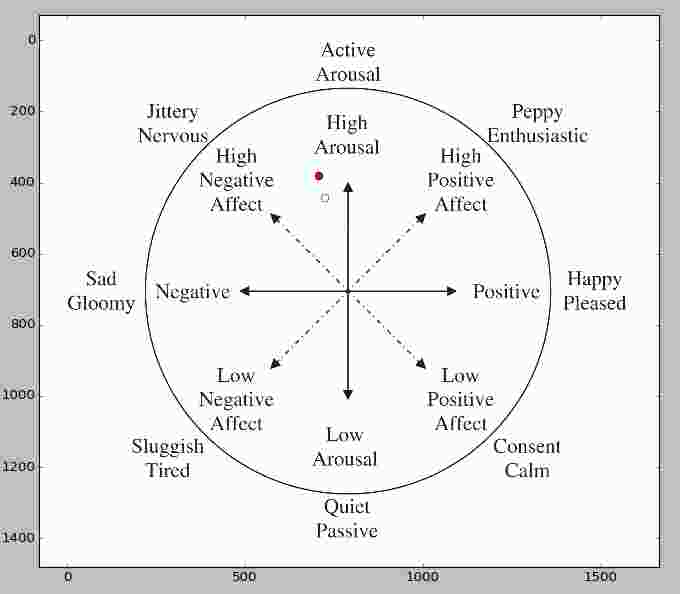 Active
Arousal
0
200
400
600
800
1000
1200
1400
Jittery
Nervous
Peppy
Enthusiastic
High
Arousal
High
Negative
Affect
High
Positive
Affect
Sad
Gloomy
Negative
Positive
Happy
Pleased
Low
Negative
Affect
Low
Positive
Affect
Low
Arousal
Sluggish
Tired
Consent
Calm
Quiet
Passive
0
500
1000
1500